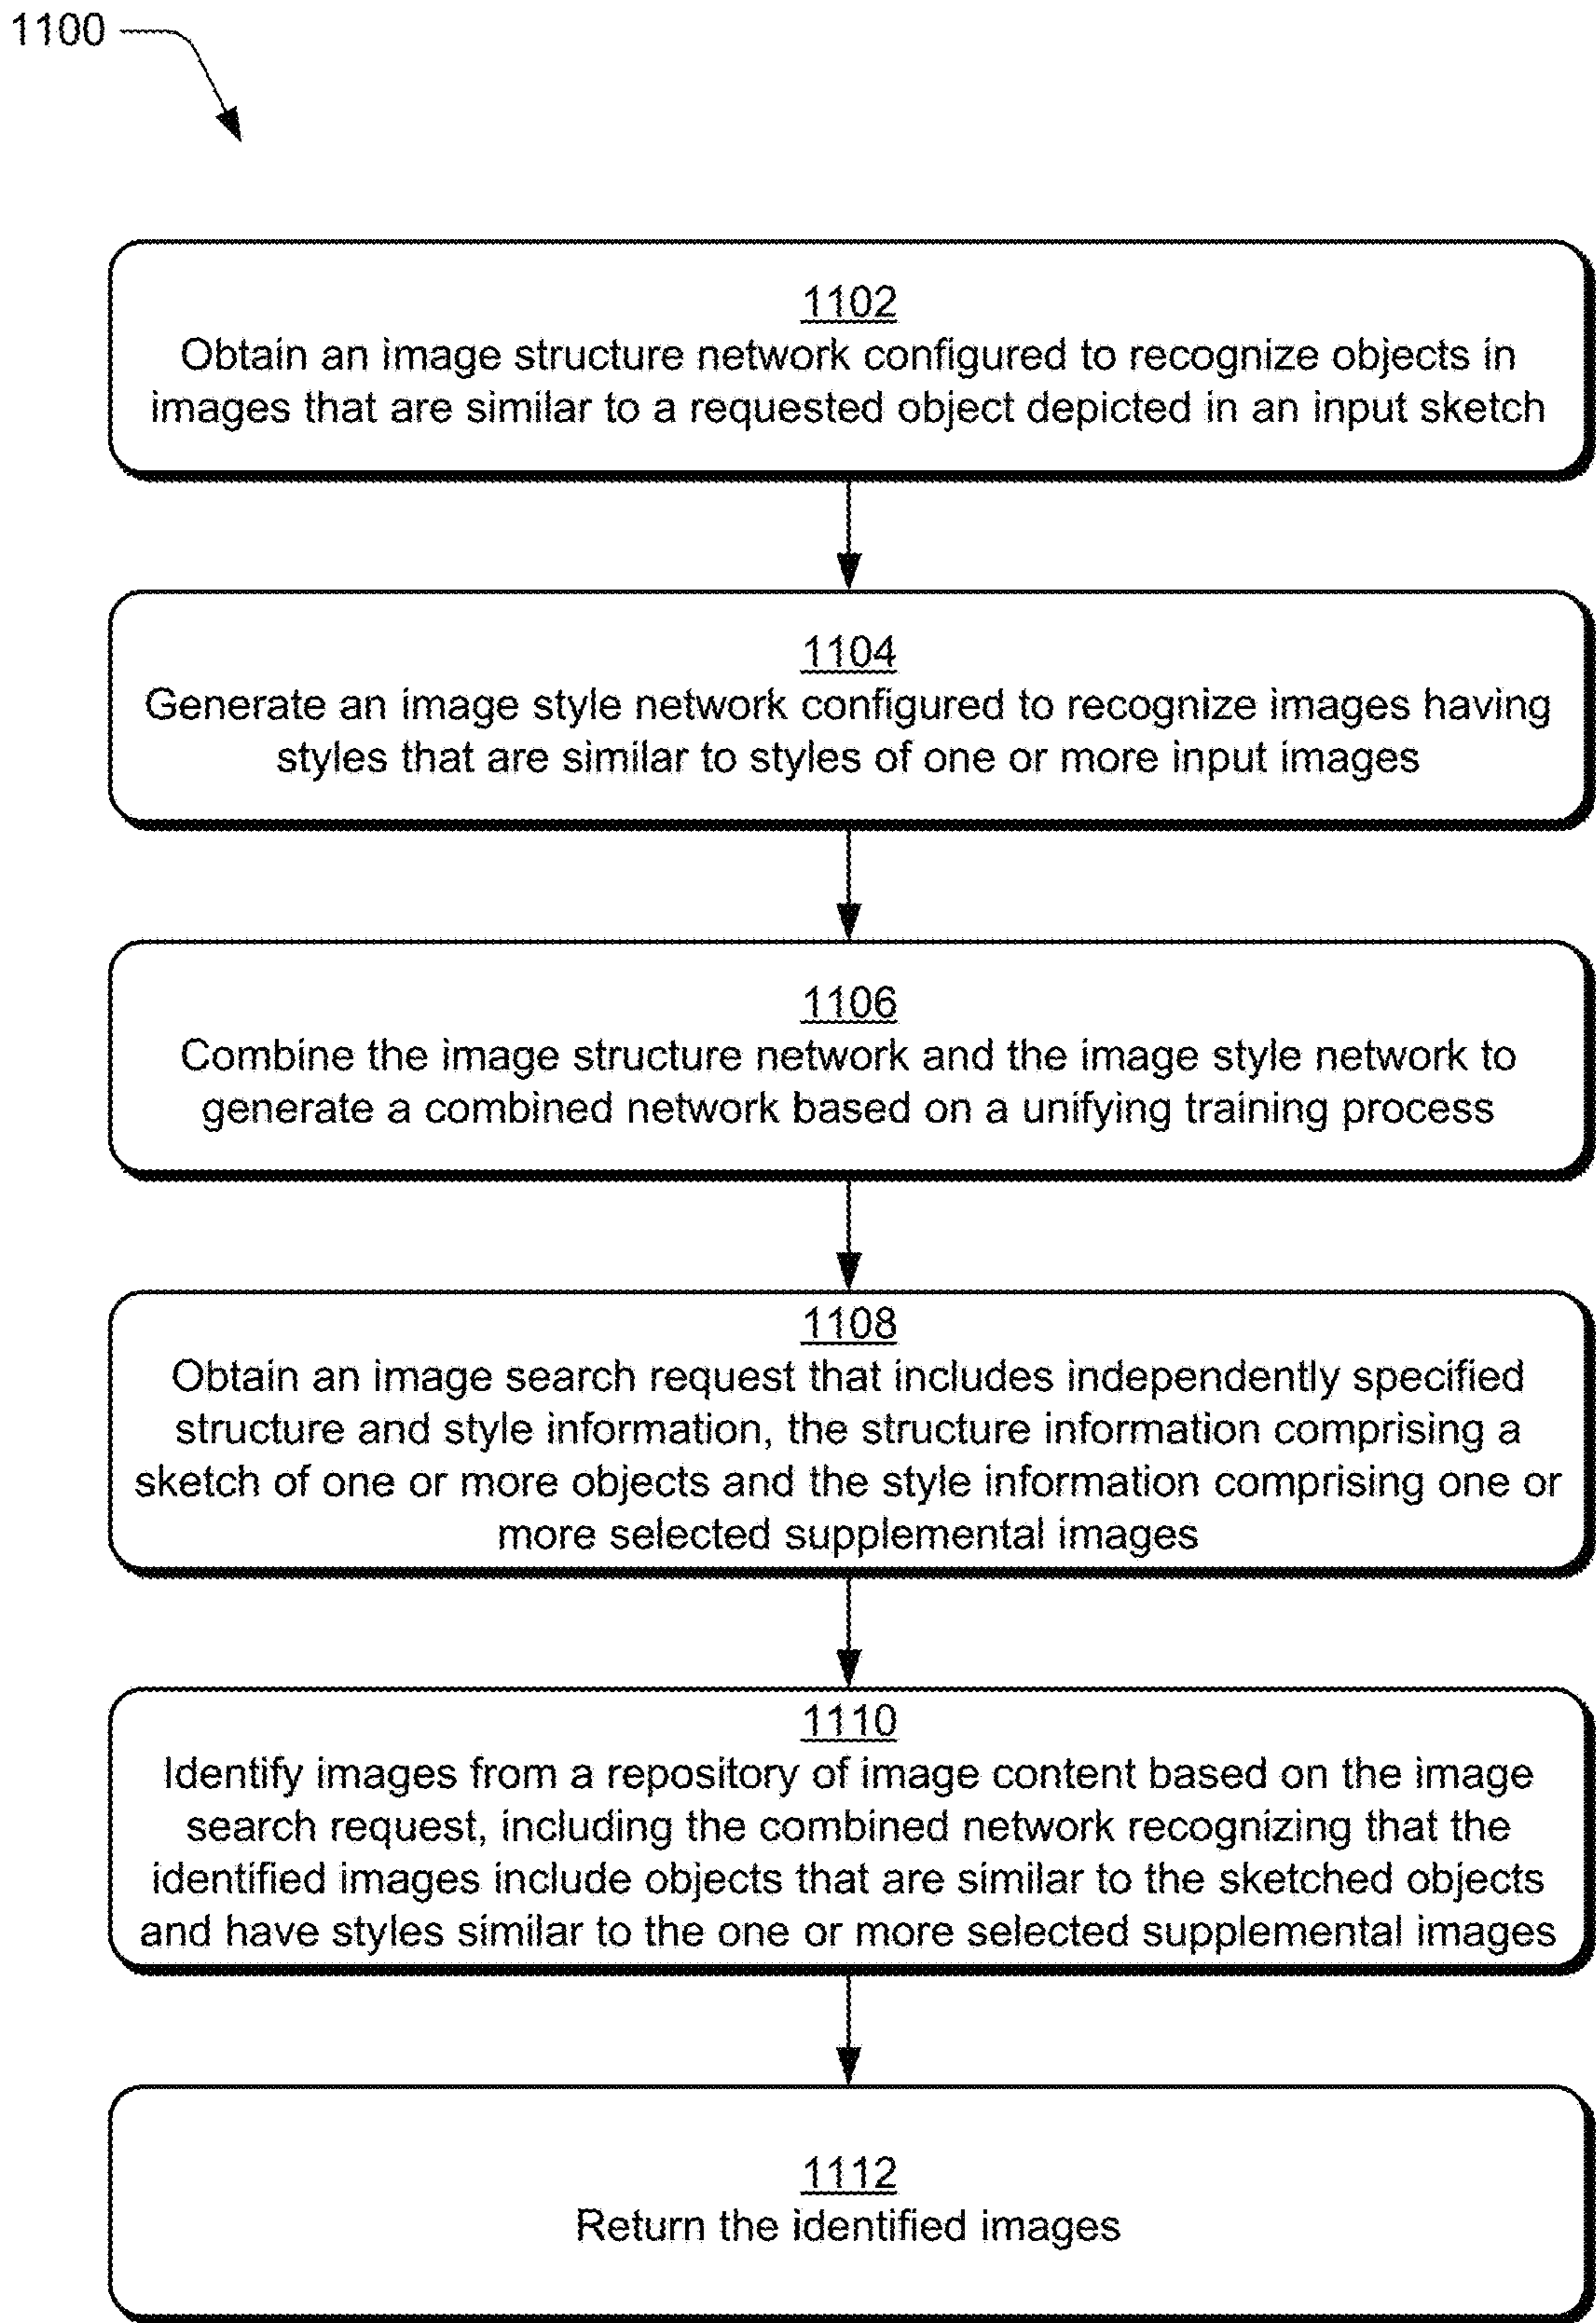 1100
1102
Obtain an image structure network configured to recognize objects in
images that are similar to a requested object depicted in an input sketch
1104
Generate an image style network configured to recognize images having
styles that are similar to styles of one or more input images
1106
Combine the image structure network and the image style network to
generate a combined network based on a unifying training process
1108
Obtain an image search request that includes independently specified
structure and style information, the structure information comprising a
sketch of one or more objects and the style information comprising one or
more selected supplemental images
1110
Identify images from a repository of image content based on the image
search request, including the combined network recognizing that the
identified images include objects that are similar to the sketched objects
and have styles similar to the one or more selected supplemental images
1112
Return the identified images